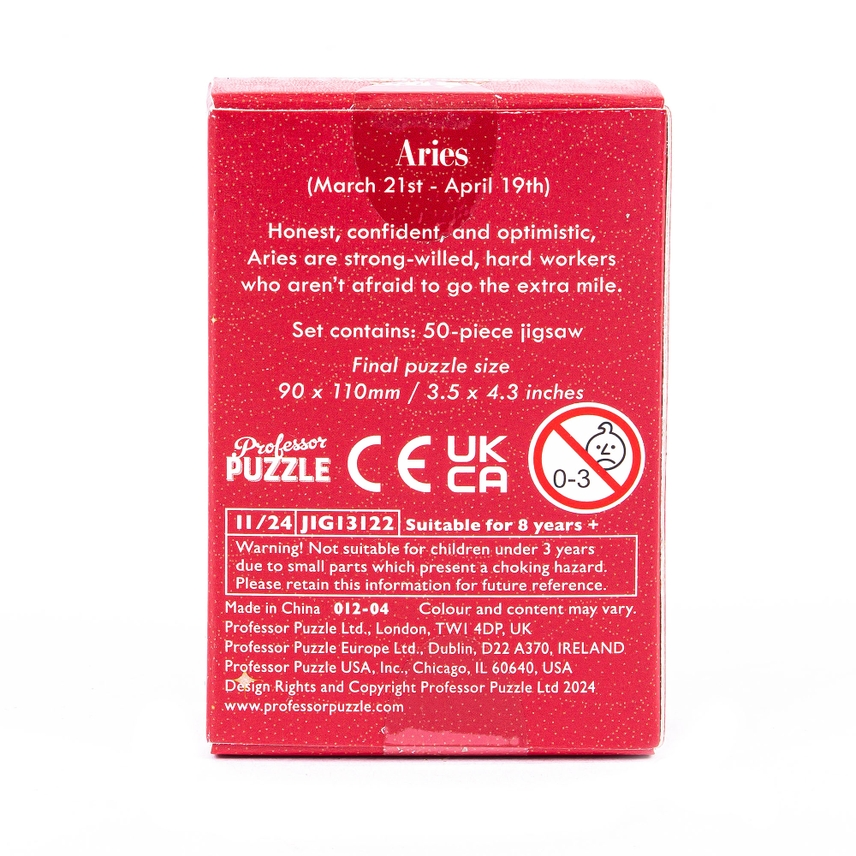 Aries
(March 21st - April 19th)
Honest, confident, and optimistic,
Aries are strong-willed, hard workers
who aren't afraid to go the extra mile.
Set contains: 50-piece jigsaw
Final puzzle size
90 x 110mm / 3.5 x 4.3 inches
Professor
PUZZLE
CE
UK
CA
0-3
11/24 JIG13122 Suitable for 8 years +
Warning! Not suitable for children under 3 years
due to small parts which present a choking hazard.
Please retain this information for future reference.
Made in China 012-04 Colour and content may vary.
Professor Puzzle Ltd., London, TW1 4DP, UK
Professor Puzzle Europe Ltd., Dublin, D22 A370, IRELAND
Professor Puzzle USA, Inc., Chicago, IL 60640, USA
Design Rights and Copyright Professor Puzzle Ltd 2024
www.professorpuzzle.com